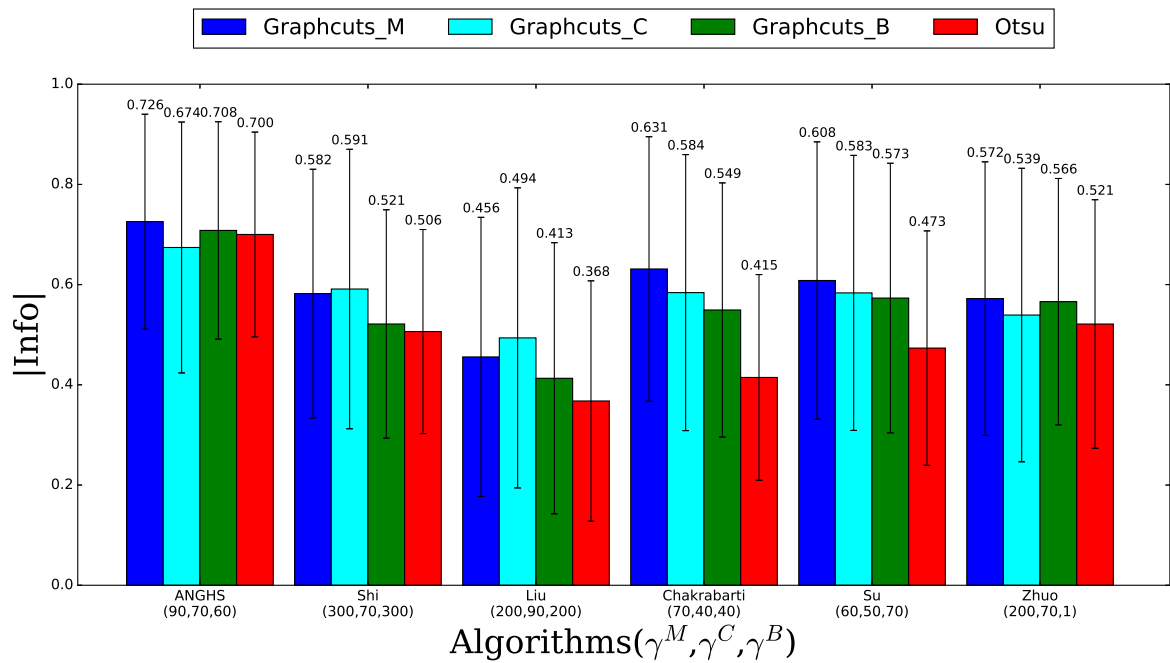 Graphcuts_M Graphcuts_C Graphcuts_B Otsu
1.0
0.8
0.6
0.4
0.2
0.0
|Info|
0.726 0.674 0.708 0.700
0.582 0.591 0.521 0.506
0.456 0.494 0.413 0.368
0.631 0.584 0.549 0.415
0.608 0.583 0.573 0.473
0.572 0.539 0.566 0.521
ANGHS
(90,70,60)
Shi
(300,70,300)
Liu
(200,90,200)
Chakrabarti
(70,40,40)
Su
(60,50,70)
Zhuo
(200,70,1)
Algorithms(γ^M,γ^C,γ^B)